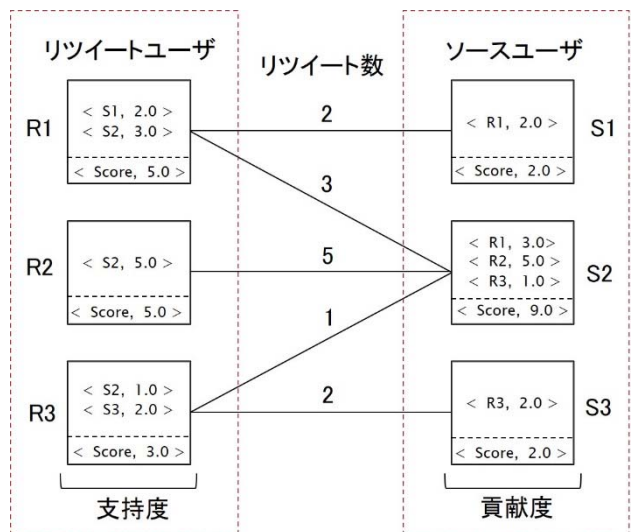 リツイートユーザ
リツイート数
ソースユーザ
R1
< S1, 2.0 >
< S2, 3.0 >
< Score, 5.0 >
2
< R1, 2.0 >
< Score, 2.0 >
S1
3
R2
< S2, 5.0 >
< Score, 5.0 >
5
< R1, 3.0>
< R2, 5.0 >
< R3, 1.0 >
< Score, 9.0 >
S2
1
R3
< S2, 1.0 >
< S3, 2.0 >
< Score, 3.0 >
2
< R3, 2.0 >
< Score, 2.0 >
S3
支持度
貢献度